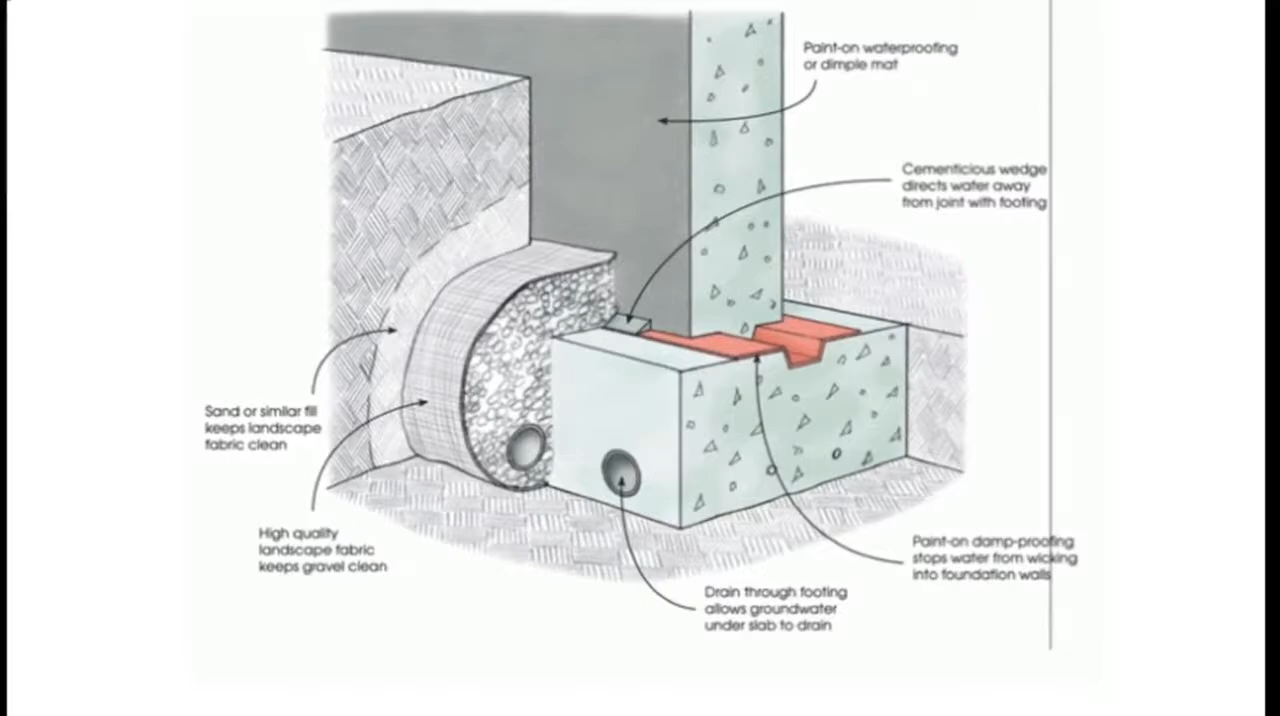 Paint-on waterproofing
or dimple mat
Cementicious wedge
directs water away
from joint with footing
Sand or similar fill
keeps landscape
fabric clean
High quality
landscape fabric
keeps gravel clean
Paint-on damp-proofing
stops water from wicking
into foundation walls
Drain through footing
allows groundwater
under slab to drain